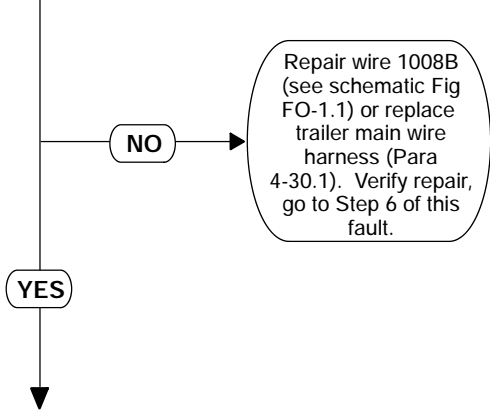 Repair wire 1008B
(see schematic Fig
FO-1.1) or replace
trailer main wire
harness (Para
4-30.1). Verify repair,
go to Step 6 of this
fault.
NO
YES